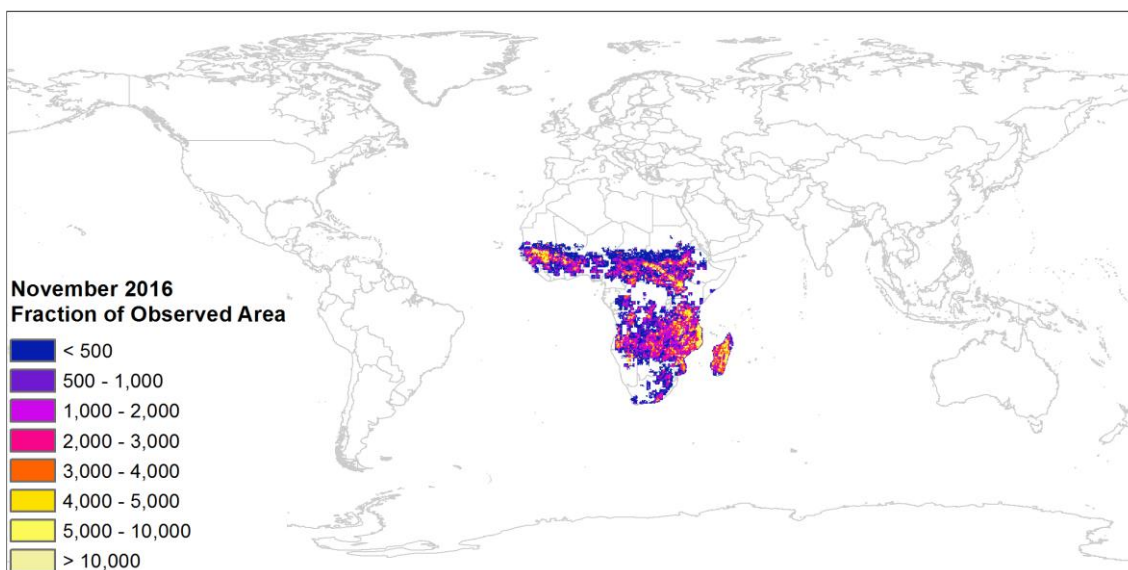 November 2016
Fraction of Observed Area
< 500
500 - 1,000
1,000 - 2,000
2,000 - 3,000
3,000 - 4,000
4,000 - 5,000
5,000 - 10,000
> 10,000